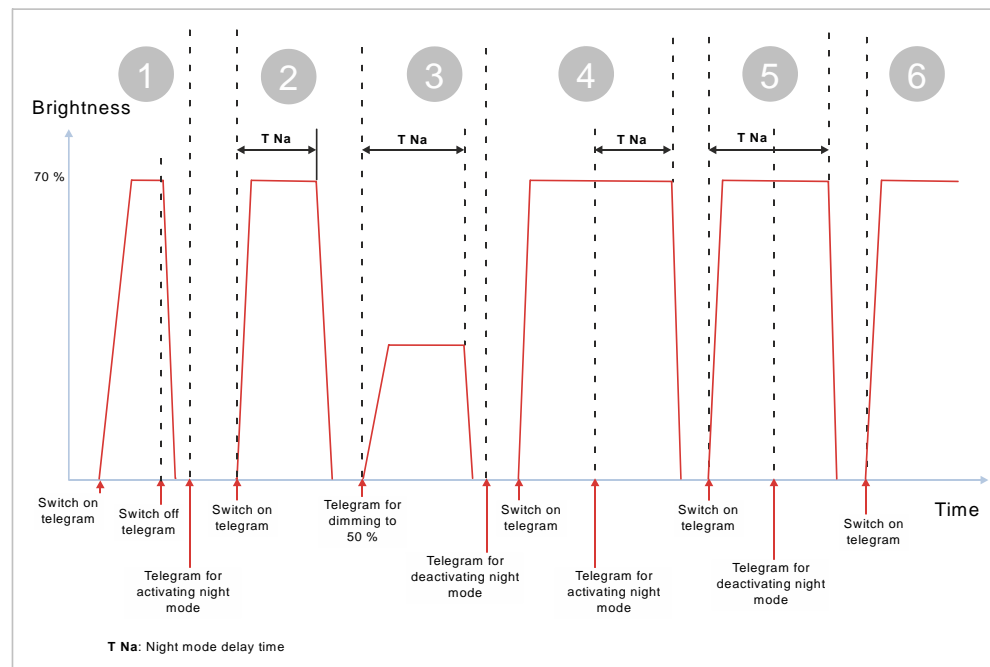 1
2
3
4
5
6
Brightness
T Na
T Na
T Na
T Na
70 %
Switch on
telegram
Switch off
telegram
Telegram for
activating night
mode
Switch on
telegram
Telegram for
dimming to
50 %
Telegram for
deactivating night
mode
Switch on
telegram
Telegram for
activating night
mode
Switch on
telegram
Telegram for
deactivating night
mode
Switch on
telegram
Time
T Na: Night mode delay time